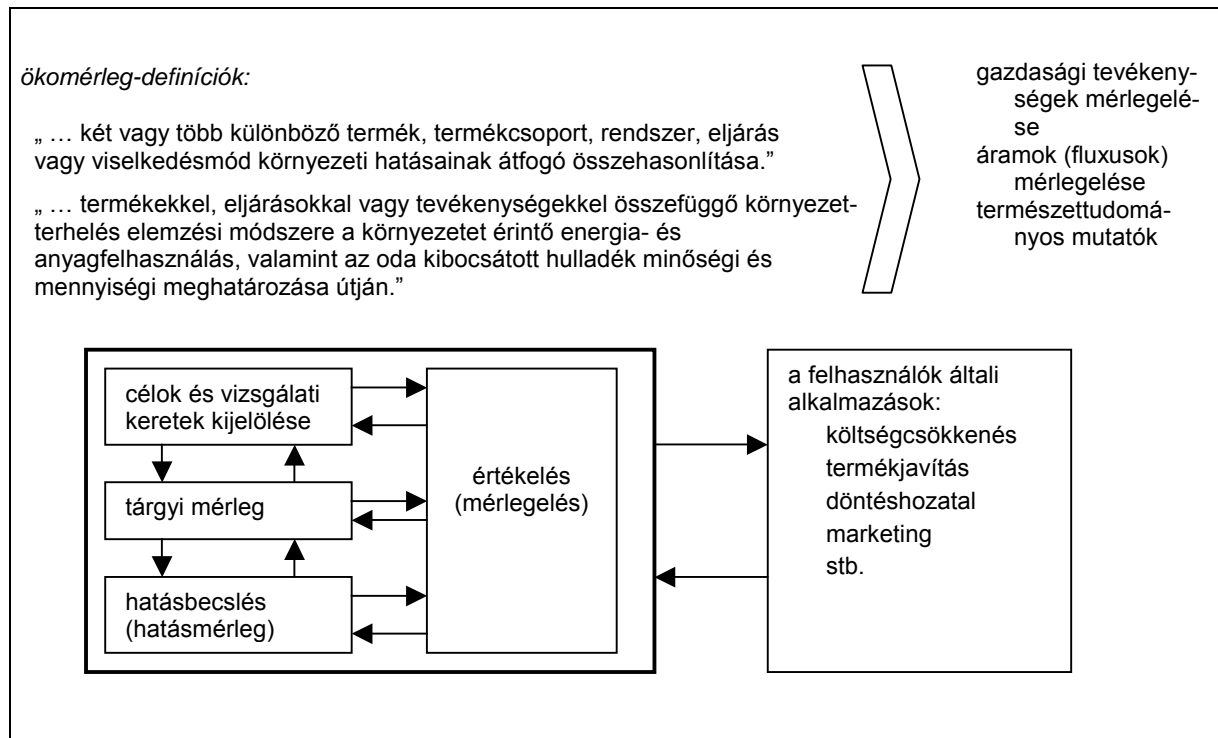 ökomérleg-definíciók:
„ … két vagy több különböző termék, termékcsoport, rendszer, eljárás
vagy viselkedésmód környezeti hatásainak átfogó összehasonlítása.”
„ … termékekkel, eljárásokkal vagy tevékenységekkel összefüggő környezet-
terhelés elemzési módszere a környezetet érintő energia- és
anyagfelhasználás, valamint az oda kibocsátott hulladék minőségi és
mennyiségi meghatározása útján.”
gazdasági tevékeny-
ségek mérlegelé-
se
áramok (fluxusok)
mérlegelése
természettudomá-
nyos mutatók
célok és vizsgálati
keretek kijelölése
tárgyi mérleg
hatásbecslés
(hatásmérleg)
értékelés
(mérlegelés)
a felhasználók általi
alkalmazások:
költségcsökkenés
termékjavítás
döntéshozatal
marketing
stb.